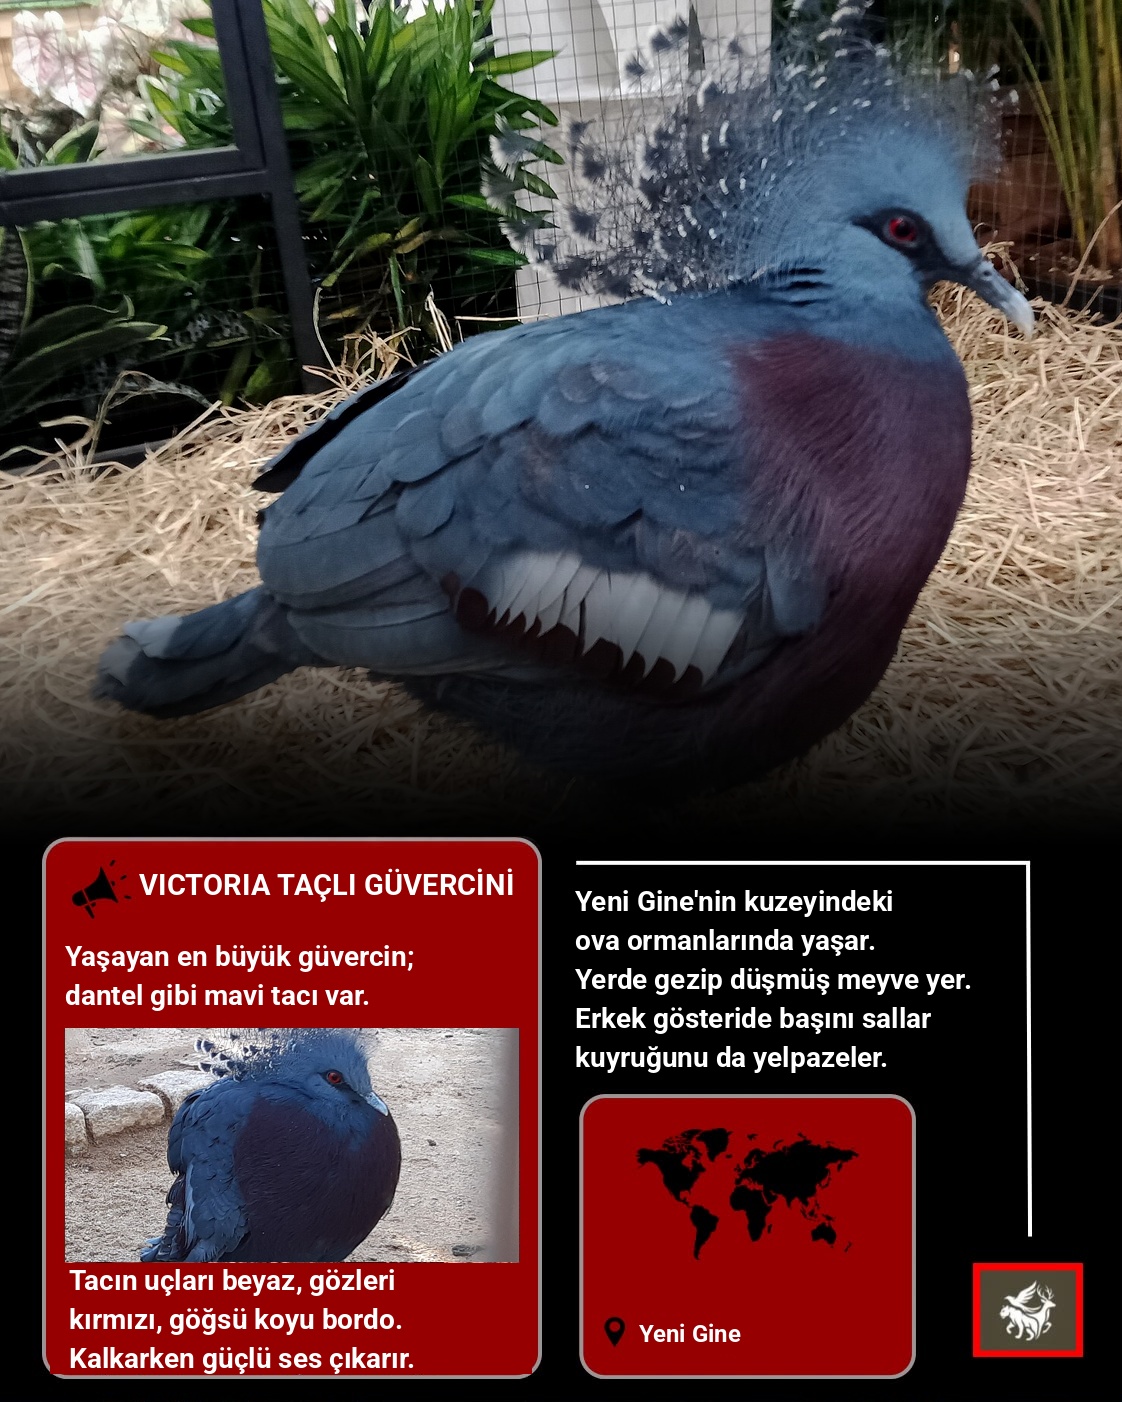 VICTORIA TAÇLI GÜVERCİNİ
Yaşayan en büyük güvercin;
dantel gibi mavi tacı var.
Tacın uçları beyaz, gözleri
kırmızı, göğsü koyu bordo.
Kalkarken güçlü ses çıkarır.
Yeni Gine'nin kuzeyindeki
ova ormanlarında yaşar.
Yerde gezip düşmüş meyve yer.
Erkek gösteride başını sallar
kuyruğunu da yelpazeler.
Yeni Gine